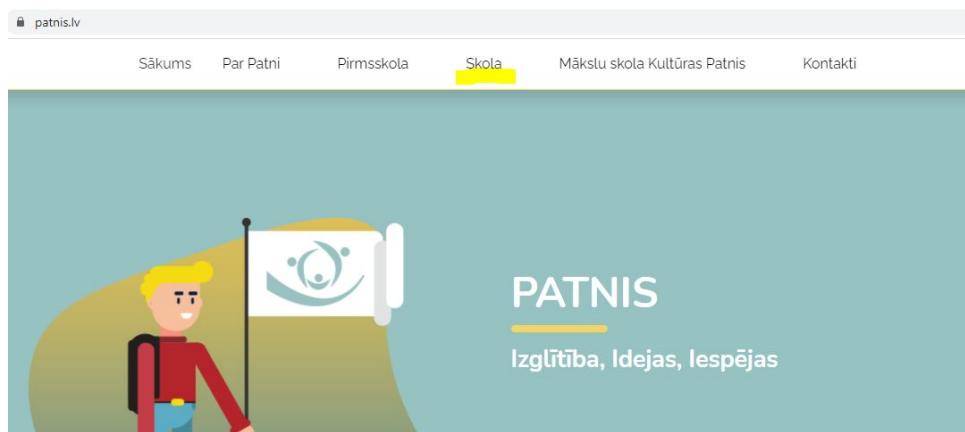 patnis.lv
Sākums Par Patni Pirmsskola Skola Mākslu skola Kultūras Patnis Kontakti
PATNIS
Izglītība, Idejas, Iespējas